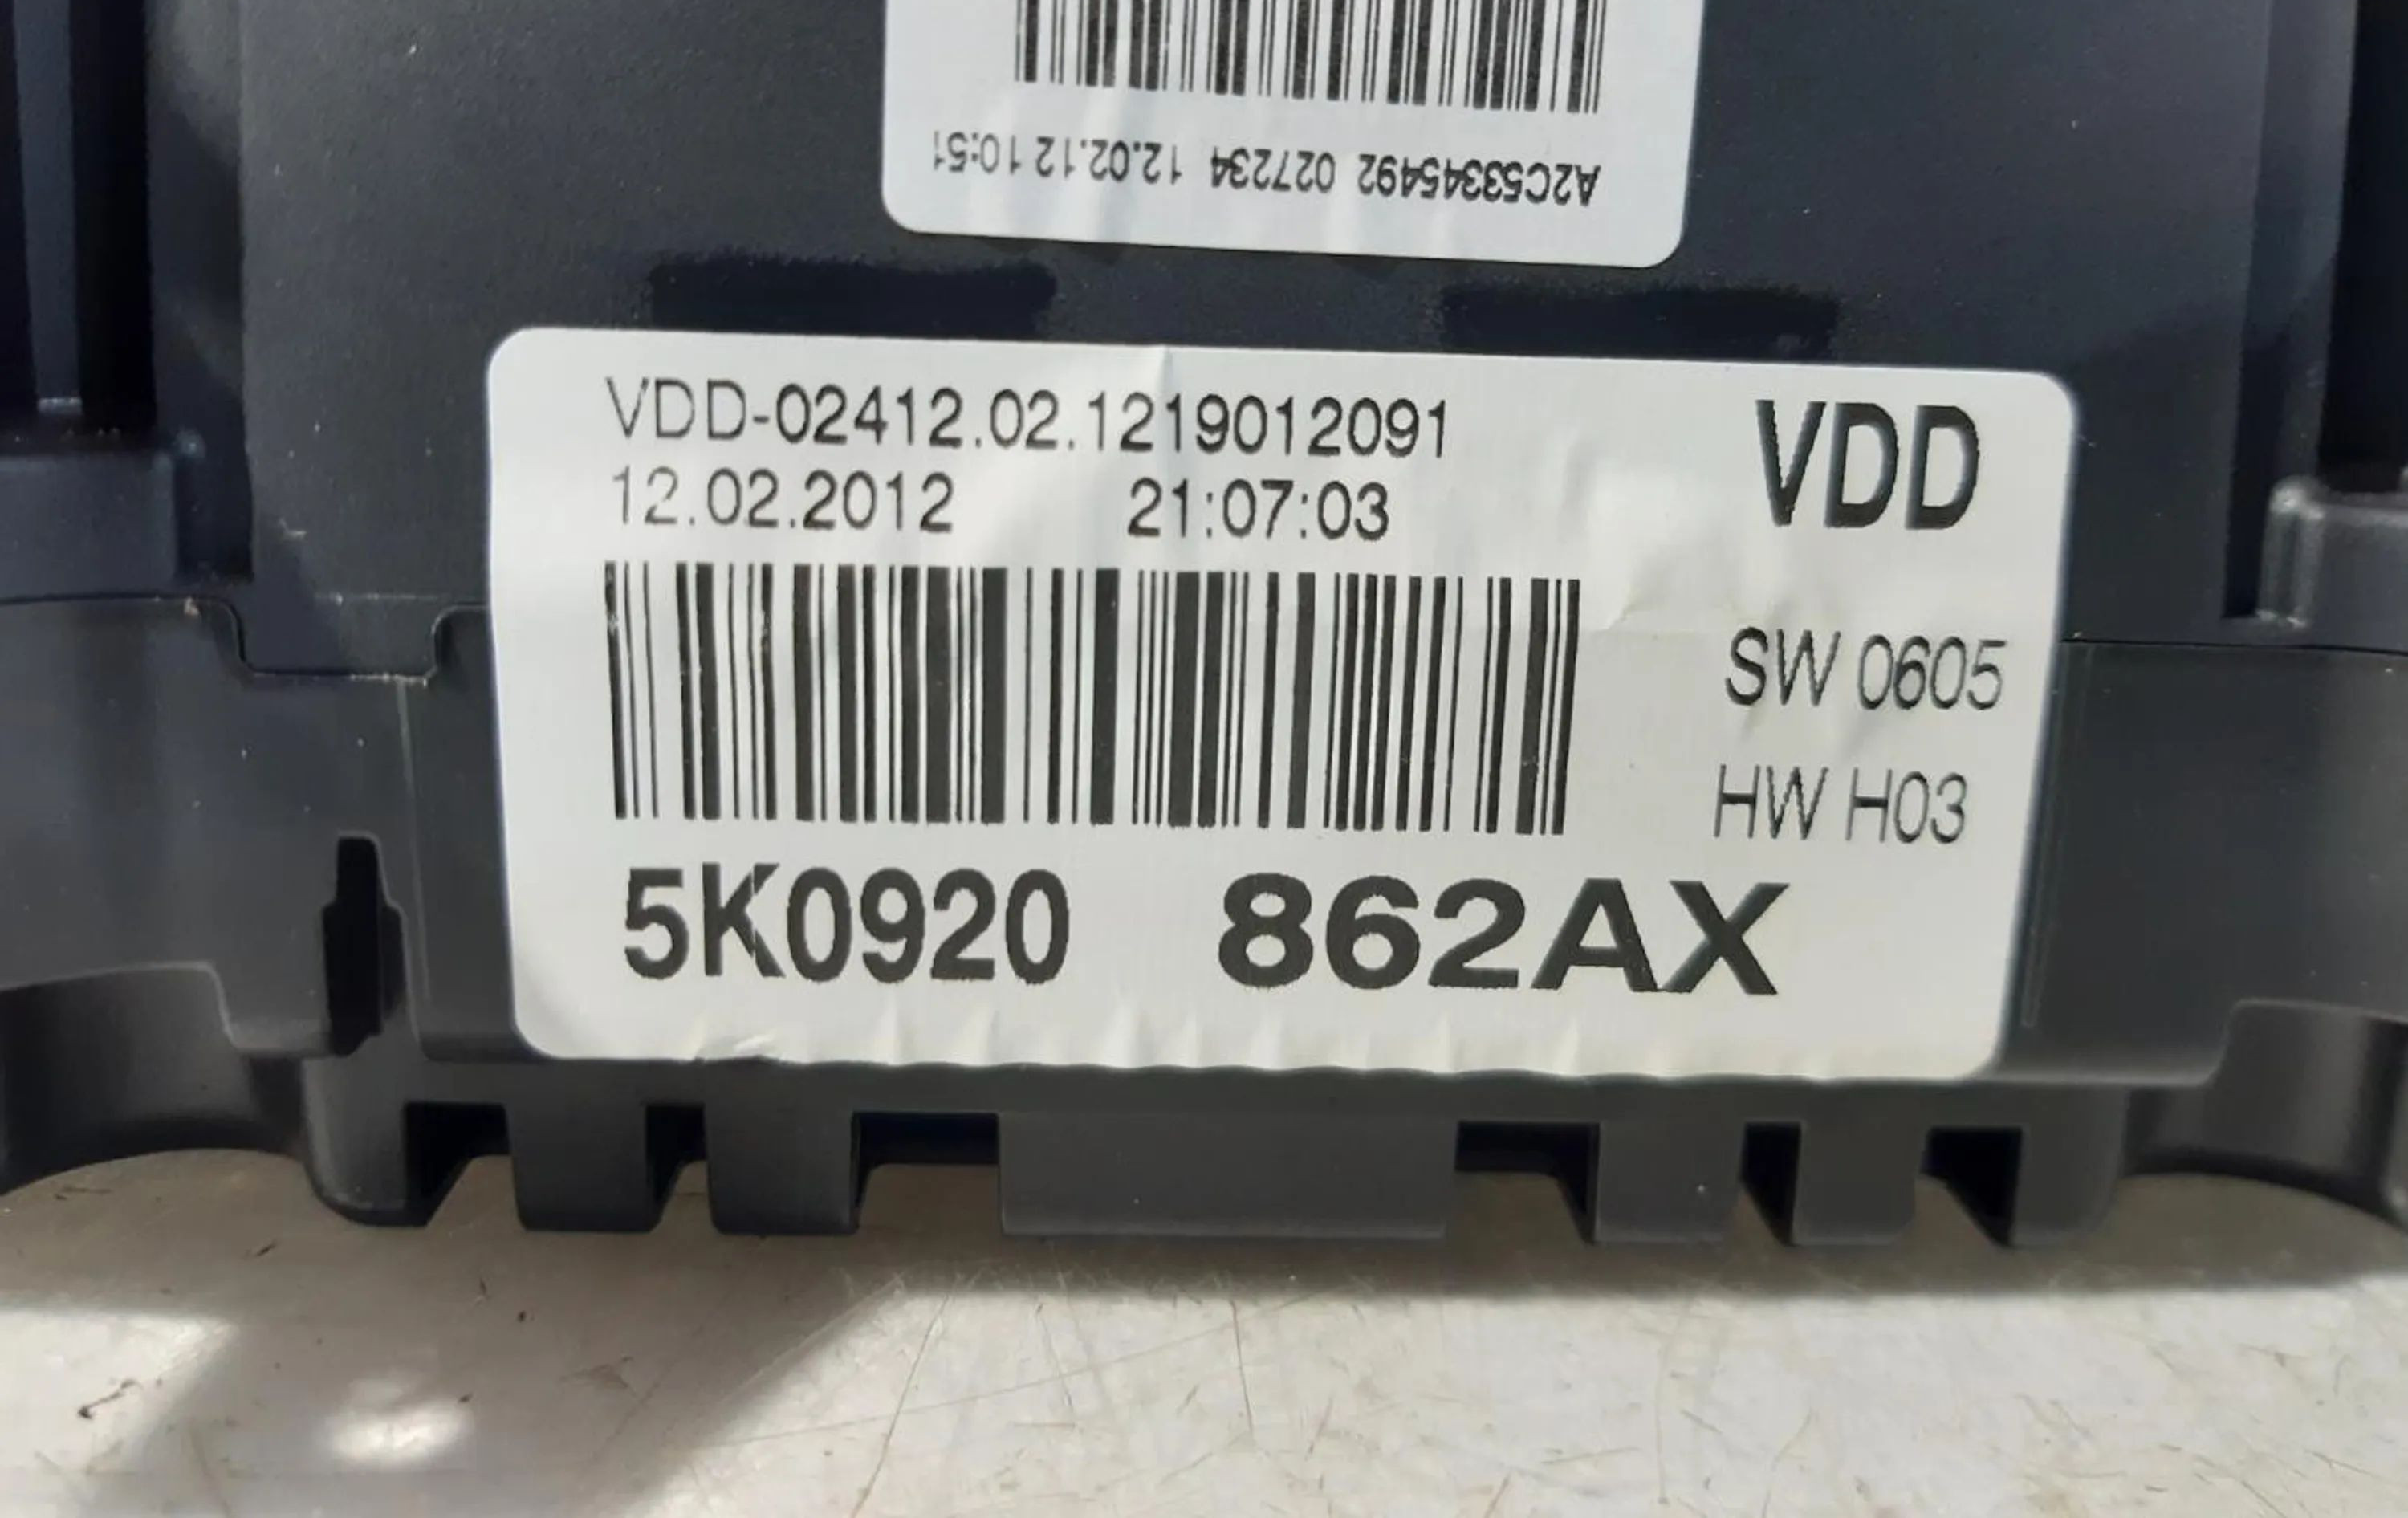 A2C53345492 027234 12.02.12 10:51
VDD-02412.02.1219012091
12.02.2012 21:07:03
VDD
SW 0605
HW H03
5K0920 862AX